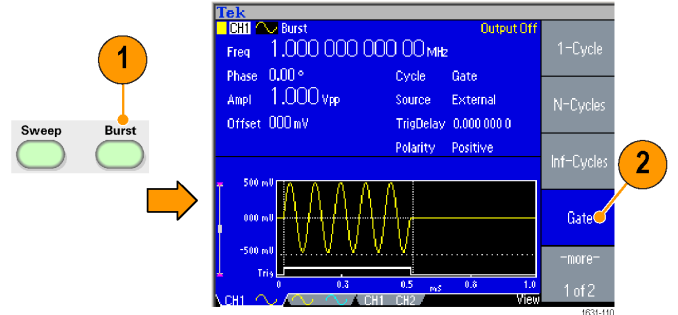 1
Sweep Burst
Tek
CH1 Burst Output Off
Freq 1.000 000 000 00 MHz
Phase 0.00 ° Cycle Gate
Ampl 1.000 Vpp Source External
Offset 000 mV TrigDelay 0.000 000 0
Polarity Positive
500 mV
000 mV
-500 mV
Trig
0 0.3 0.5 ms 0.8 1.0
CH1 CH1 CH2 View
1-Cycle
N-Cycles
Inf-Cycles
2
Gate
-more-
1 of 2
1631-110